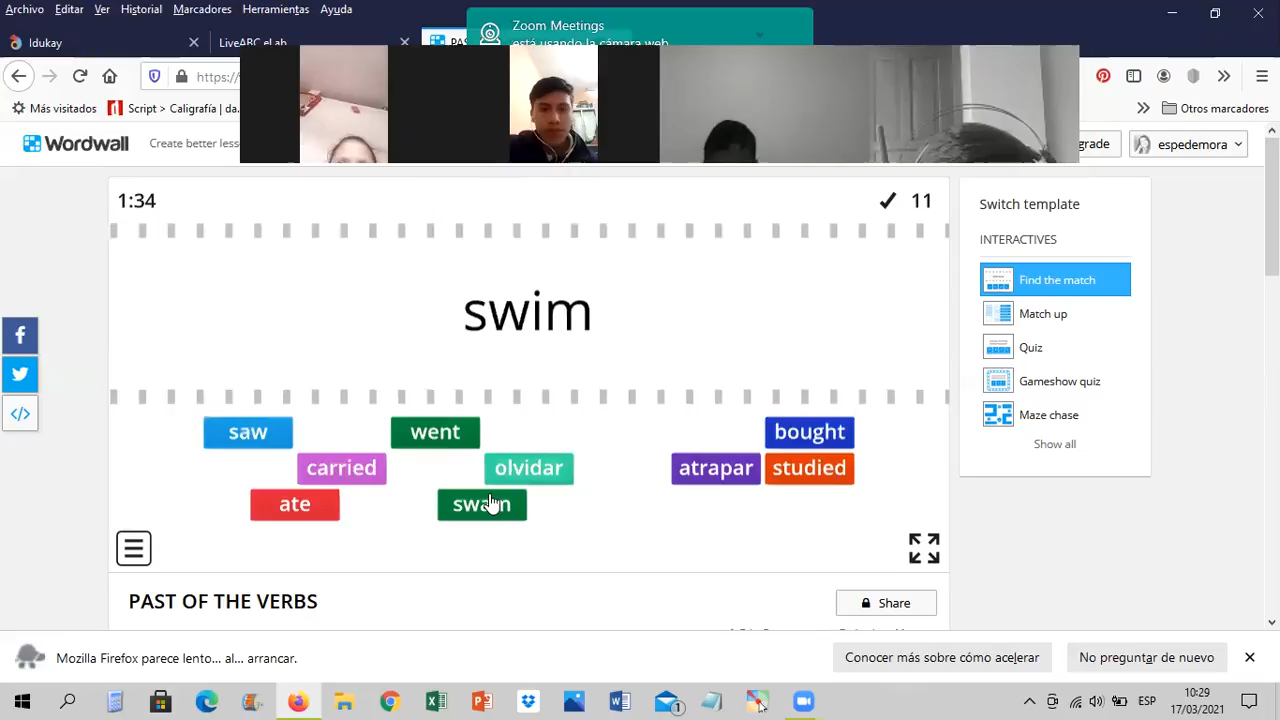 Archivo Editar Ver Historial Marcadores Herramientas Ayuda
Zoom Meetings
está usando la cámara web
Idukay
LiveABC eLab
https://
Más visitados
Script > Caligrafía | da...
Otros marcadores
Wordwall
Create better
grade
espedemora
1:34
11
swim
saw
went
bought
carried
olvidar
atrapar
studied
ate
Switch template
INTERACTIVES
Find the match
Match up
Quiz
Gameshow quiz
Maze chase
Show all
PAST OF THE VERBS
Share
Mozilla Firefox parece lento... al... arrancar.
Conocer más sobre cómo acelerar
No preguntar de nuevo
1
ESP
17/03/2021